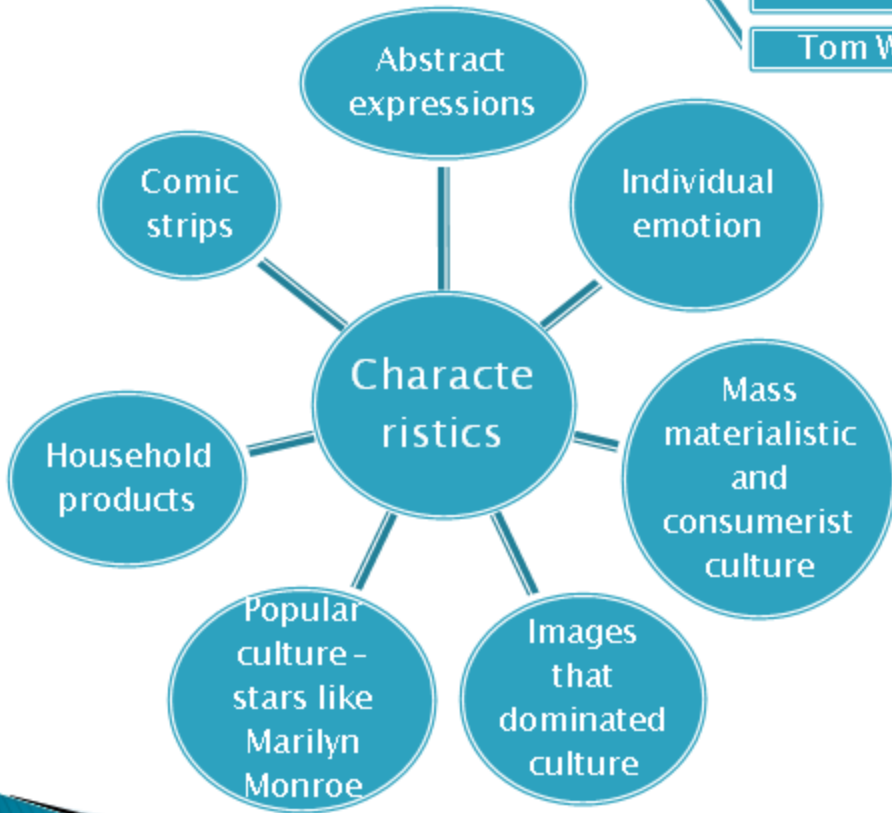 Tom W
Abstract
expressions
Comic
strips
Individual
emotion
Characte
ristics
Mass
materialistic
and
consumerist
culture
Household
products
Popular
culture –
stars like
Marilyn
Monroe
Images
that
dominated
culture